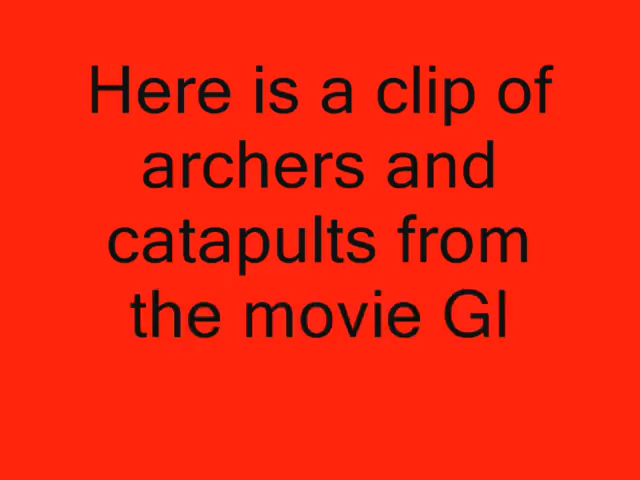 Here is a clip of
archers and
catapults from
the movie Gl